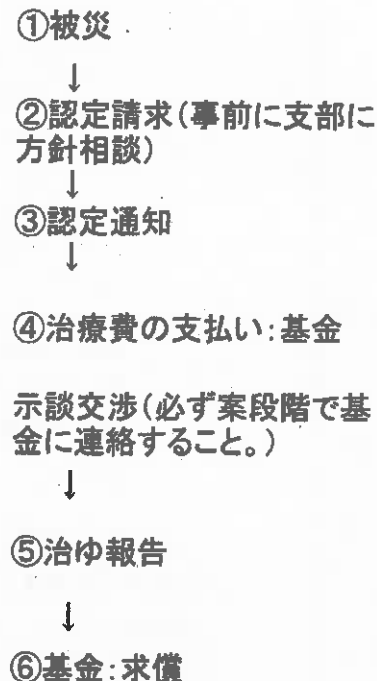 ①被災
↓
②認定請求(事前に支部に
方針相談)
↓
③認定通知
↓
④治療費の支払い:基金
示談交渉(必ず案段階で基
金に連絡すること。)
↓
⑤治ゆ報告
↓
⑥基金:求償